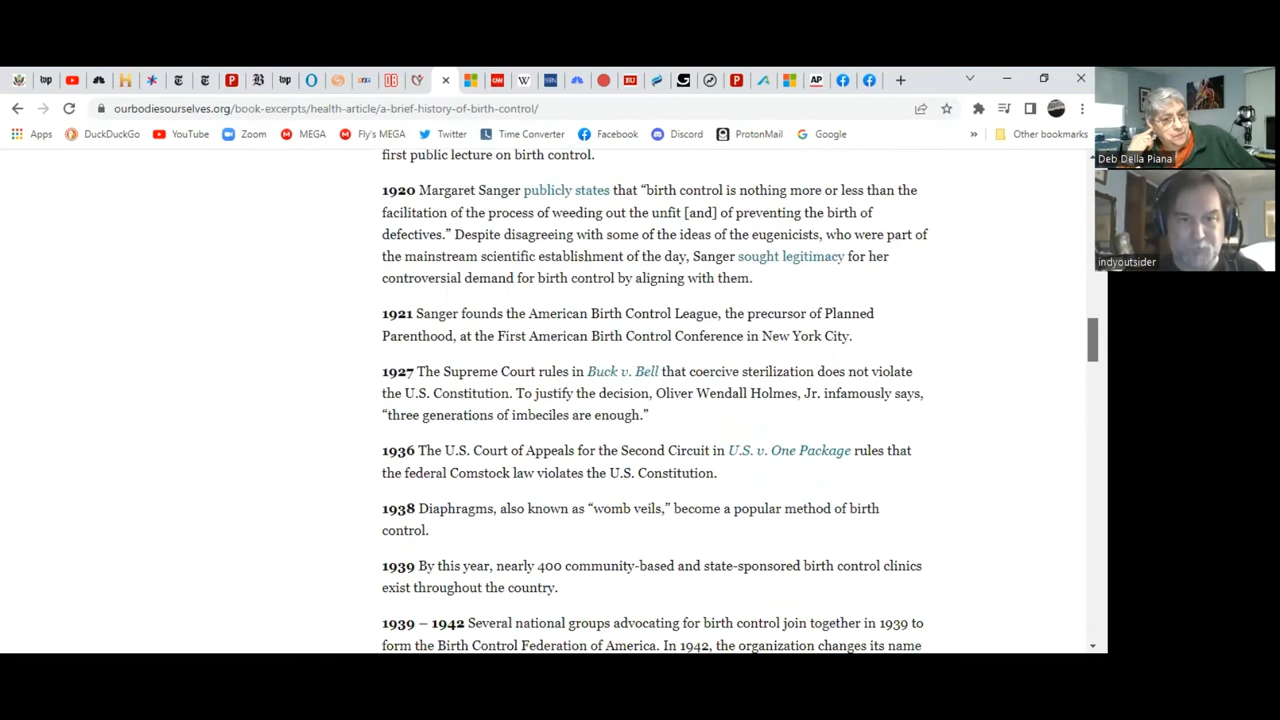 ourbodiesourselves.org/book-excerpts/health-article/a-brief-history-of-birth-control/
Apps DuckDuckGo YouTube Zoom MEGA Fly's MEGA Twitter Time Converter Facebook Discord ProtonMail Google » Other bookmarks
Deb Della Piana
indyoutsider
first public lecture on birth control.
1920 Margaret Sanger publicly states that “birth control is nothing more or less than the
facilitation of the process of weeding out the unfit [and] of preventing the birth of
defectives.” Despite disagreeing with some of the ideas of the eugenicists, who were part of
the mainstream scientific establishment of the day, Sanger sought legitimacy for her
controversial demand for birth control by aligning with them.
1921 Sanger founds the American Birth Control League, the precursor of Planned
Parenthood, at the First American Birth Control Conference in New York City.
1927 The Supreme Court rules in Buck v. Bell that coercive sterilization does not violate
the U.S. Constitution. To justify the decision, Oliver Wendall Holmes, Jr. infamously says,
“three generations of imbeciles are enough.”
1936 The U.S. Court of Appeals for the Second Circuit in U.S. v. One Package rules that
the federal Comstock law violates the U.S. Constitution.
1938 Diaphragms, also known as “womb veils,” become a popular method of birth
control.
1939 By this year, nearly 400 community-based and state-sponsored birth control clinics
exist throughout the country.
1939 – 1942 Several national groups advocating for birth control join together in 1939 to
form the Birth Control Federation of America. In 1942, the organization changes its name